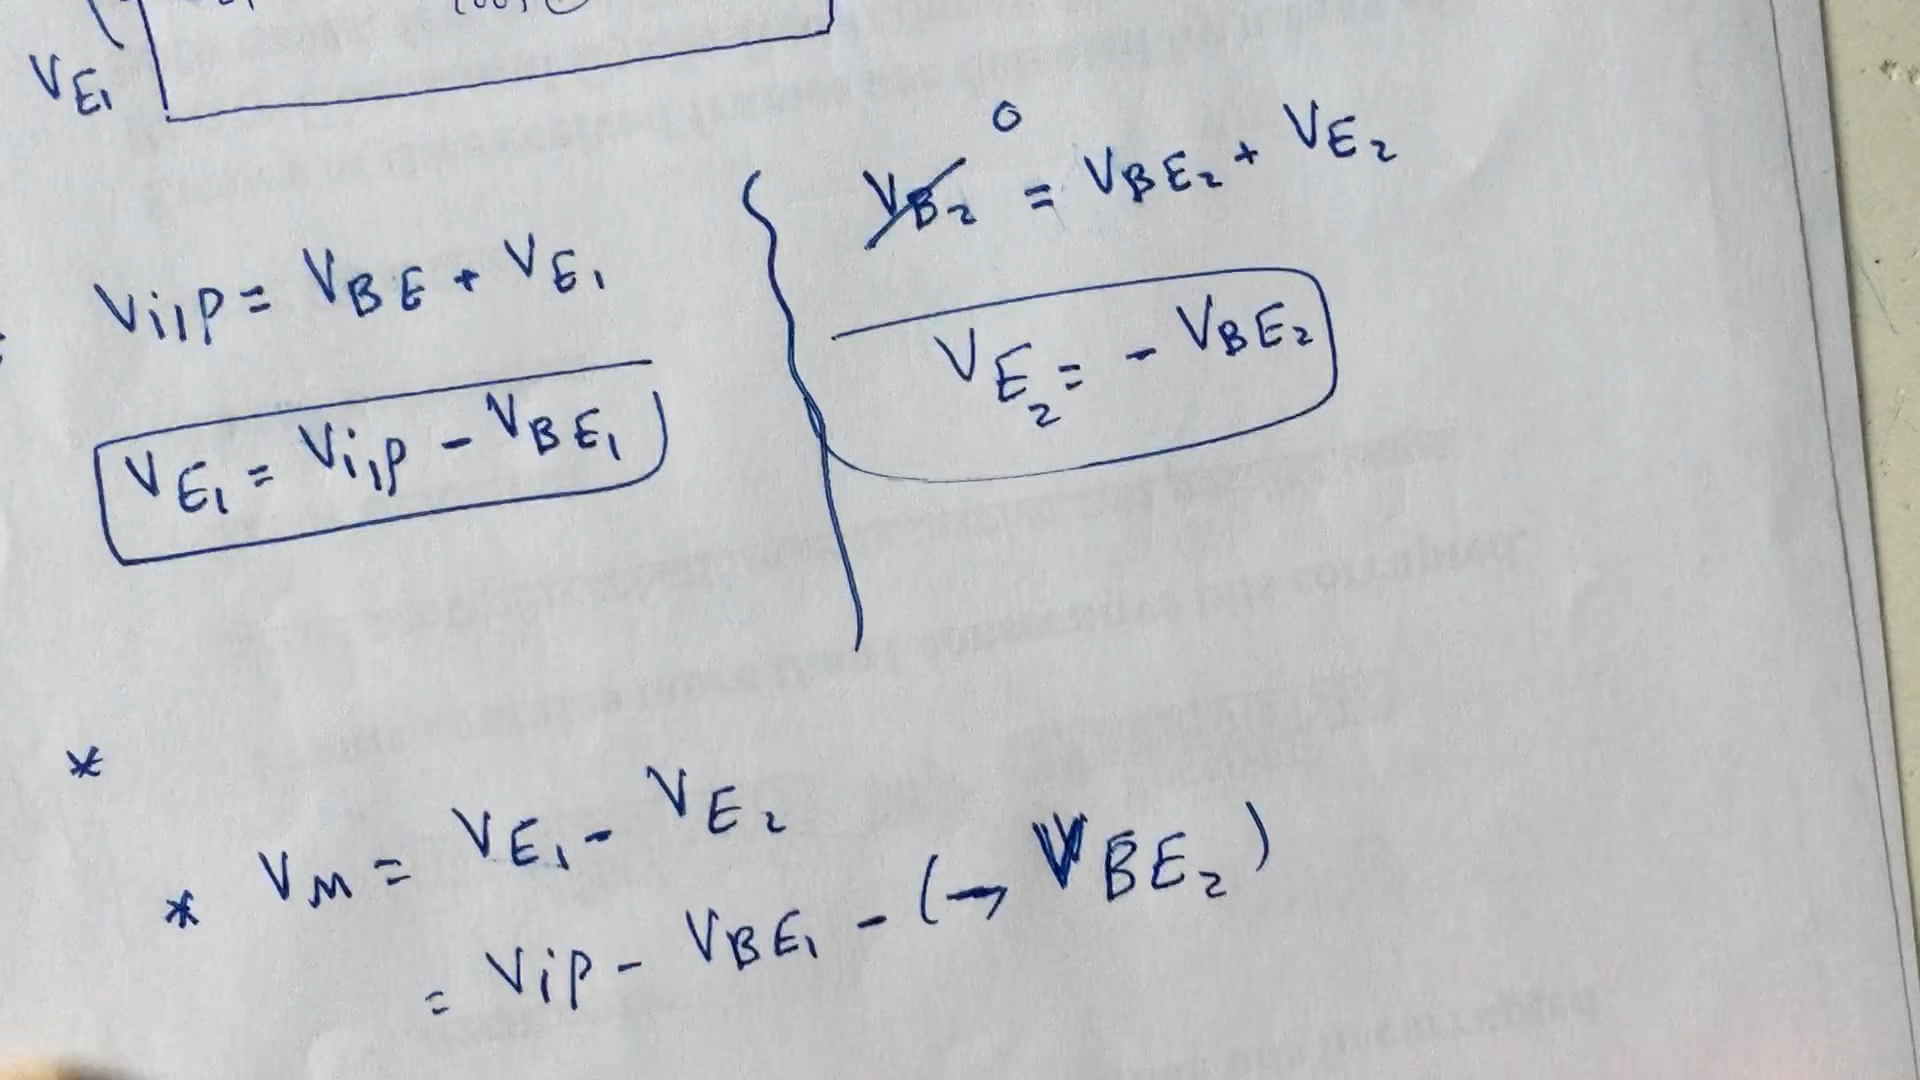 VE1
Vi1p = VBE + VE1
VE1 = Vi1p - VBE1
0
VB2 = VBE2 + VE2
VE2 = - VBE2
*
* VM = VE1 - VE2
= Vip - VBE1 - (- VBE2)